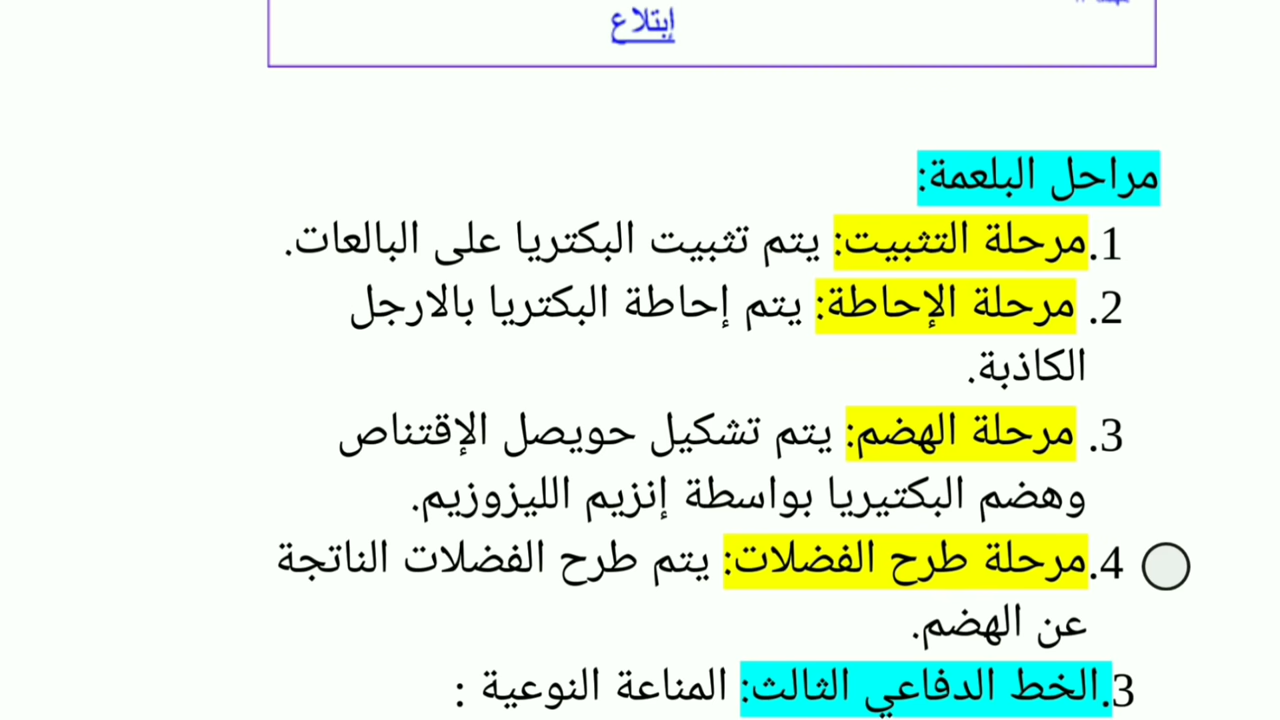 إبتلاع
مراحل البلعمة:
1.مرحلة التثبيت: يتم تثبيت البكتريا على البالعات.
2. مرحلة الإحاطة: يتم إحاطة البكتريا بالارجل
الكاذبة.
3. مرحلة الهضم: يتم تشكيل حويصل الإقتناص
وهضم البكتيريا بواسطة إنزيم الليزوزيم.
4.مرحلة طرح الفضلات: يتم طرح الفضلات الناتجة
عن الهضم.
3.الخط الدفاعي الثالث: المناعة النوعية :